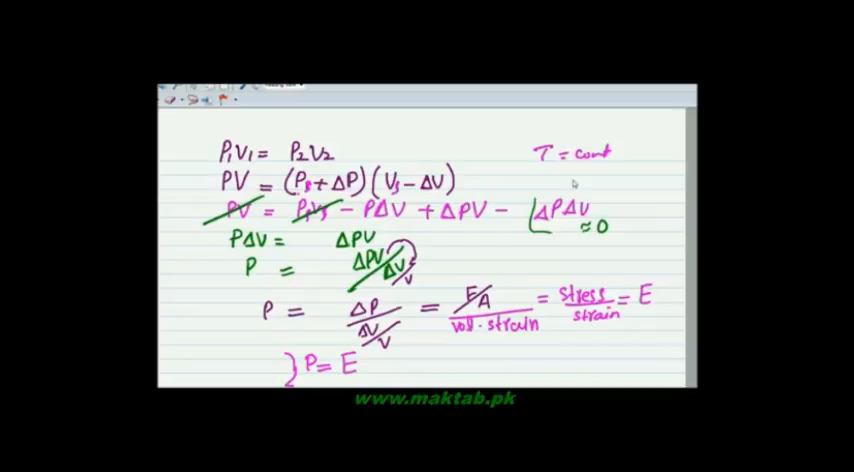 P₁V₁ = P₂V₂
T = const
PV = (P + ΔP) (V - ΔV)
PV = PV - PΔV + ΔPV - ΔPΔV ≈ 0
PΔV = ΔPV
P = ΔPV / ΔV / V
P = ΔP / ΔV/V = F/A / vol. strain = stress / strain = E
} P = E
www.maktab.pk